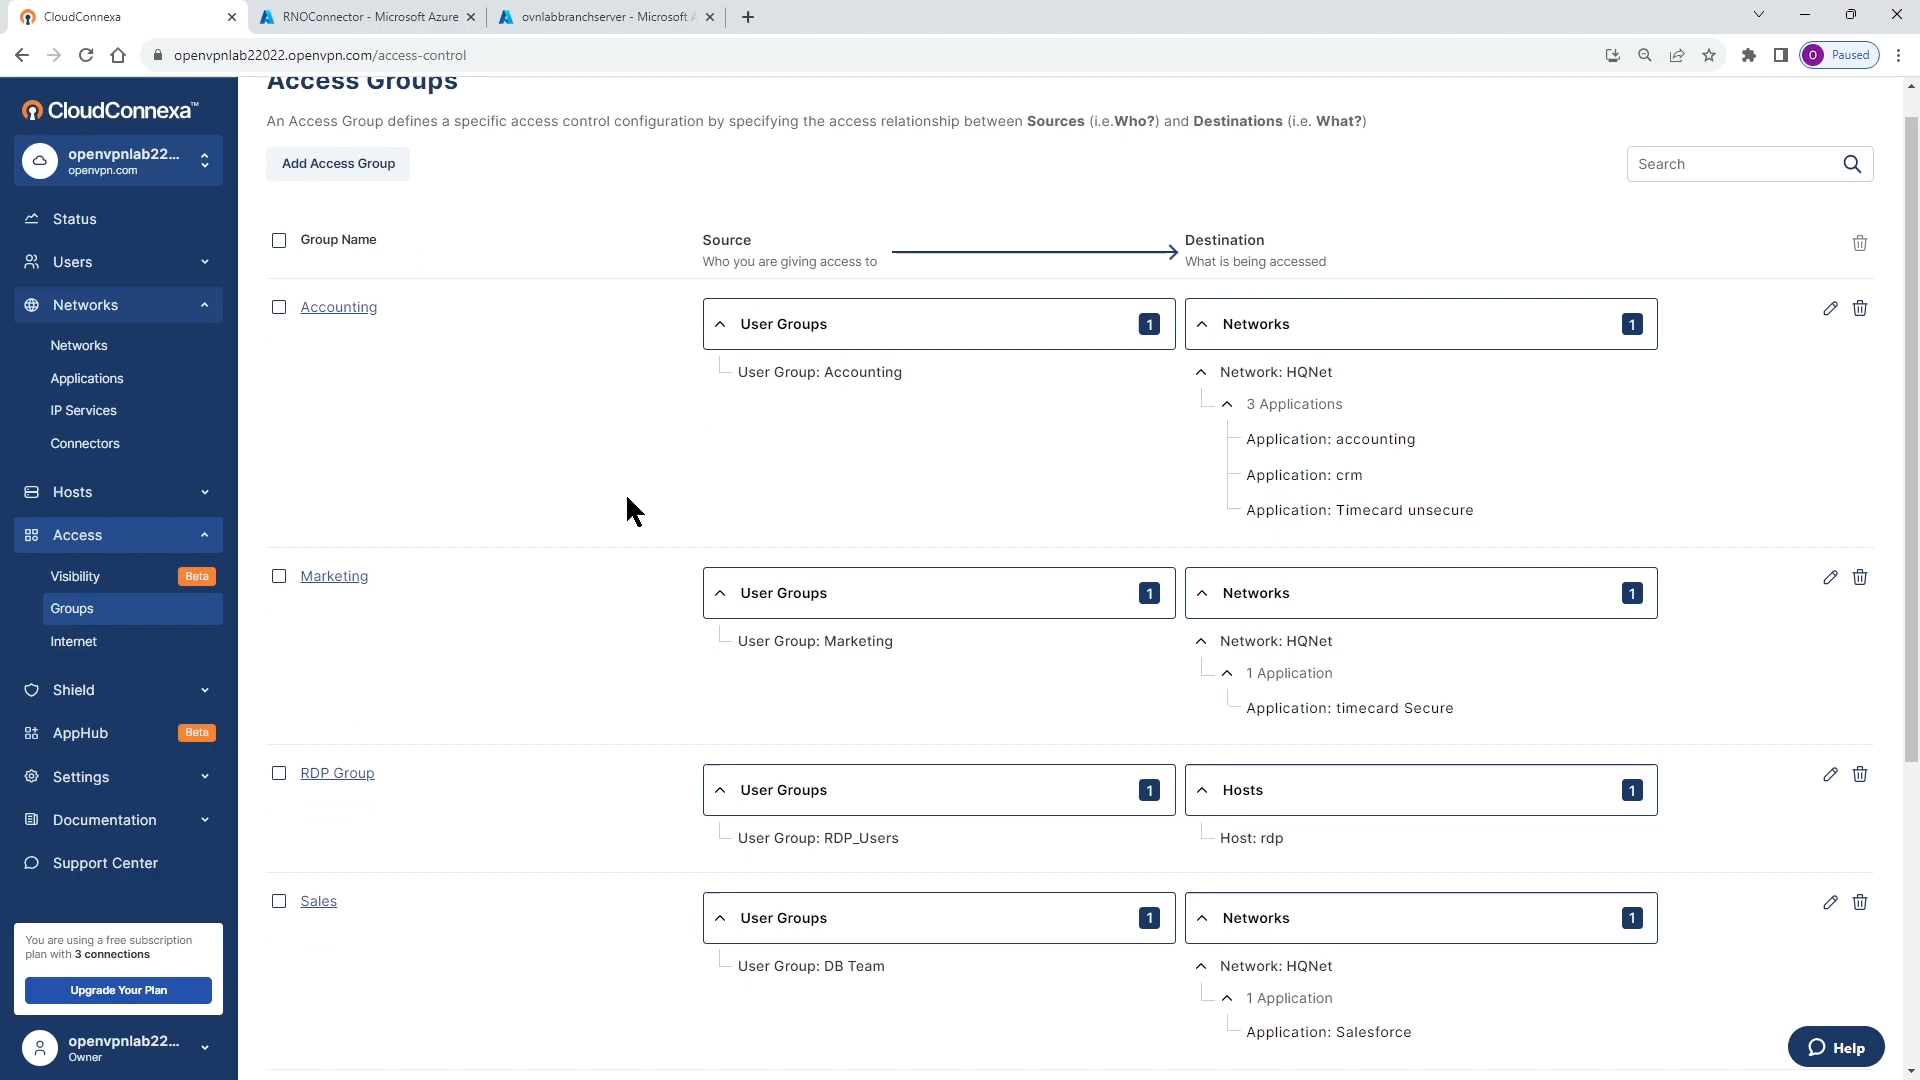 CloudConnexa
RNOConnector - Microsoft Azure
ovnlabbranchserver - Microsoft
openvpnlab22022.openvpn.com/access-control
O Paused
CloudConnexa™
openvpnlab22...
openvpn.com
Status
Users
Networks
Networks
Applications
IP Services
Connectors
Hosts
Access
Visibility Beta
Groups
Internet
Shield
AppHub Beta
Settings
Documentation
Support Center
You are using a free subscription
plan with 3 connections
Upgrade Your Plan
openvpnlab22...
Owner
Access Groups
An Access Group defines a specific access control configuration by specifying the access relationship between Sources (i.e.Who?) and Destinations (i.e. What?)
Add Access Group
Search
Group Name
Source
Who you are giving access to
Destination
What is being accessed
Accounting
User Groups 1
User Group: Accounting
Networks 1
Network: HQNet
3 Applications
Application: accounting
Application: crm
Application: Timecard unsecure
Marketing
User Groups 1
User Group: Marketing
Networks 1
Network: HQNet
1 Application
Application: timecard Secure
RDP Group
User Groups 1
User Group: RDP_Users
Hosts 1
Host: rdp
Sales
User Groups 1
User Group: DB Team
Networks 1
Network: HQNet
1 Application
Application: Salesforce
Help